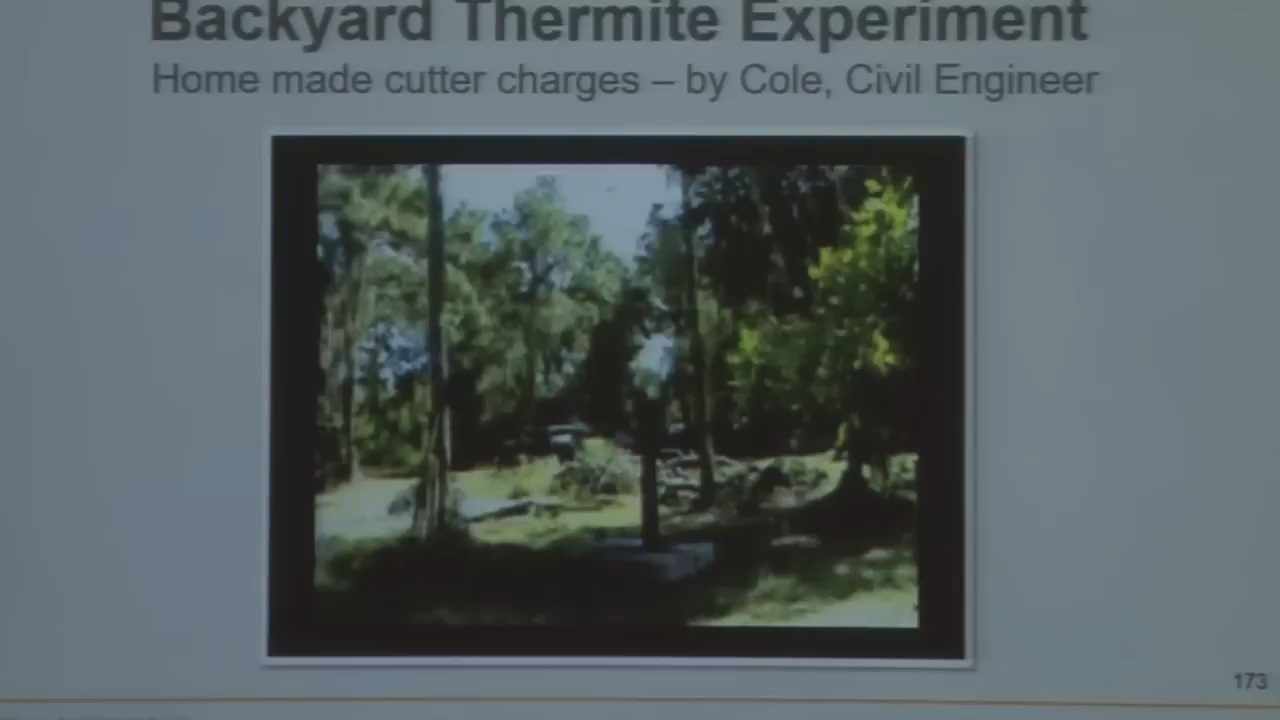 Backyard Thermite Experiment
Home made cutter charges – by Cole, Civil Engineer
173